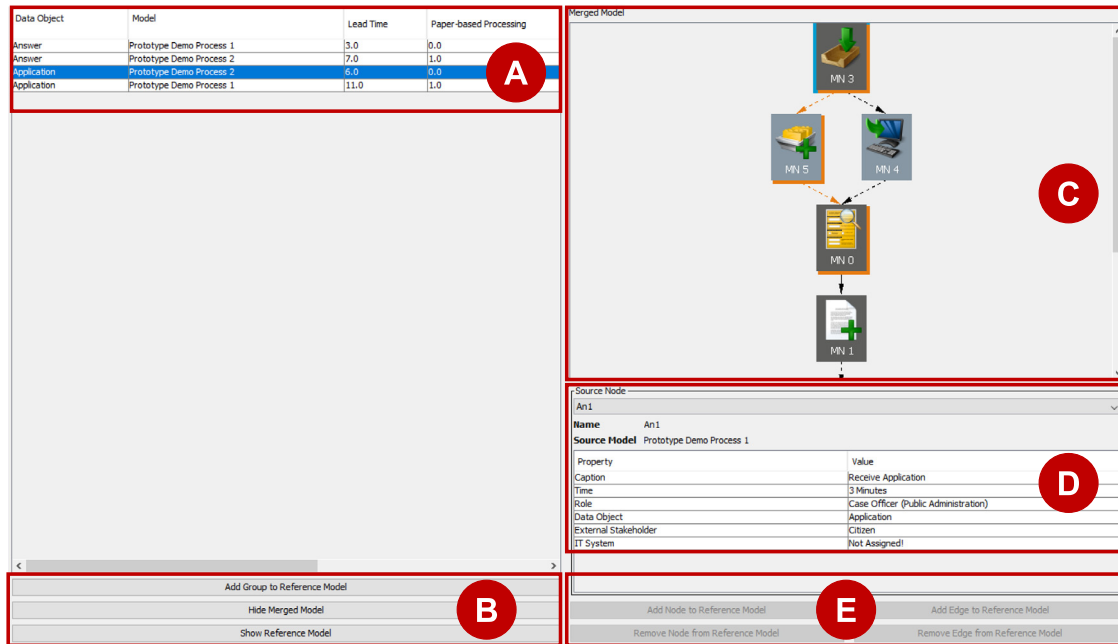 Data Object Model Lead Time Paper-based Processing
Answer Prototype Demo Process 1 3.0 0.0
Answer Prototype Demo Process 2 7.0 1.0
Application Prototype Demo Process 2 6.0 0.0
Application Prototype Demo Process 1 11.0 1.0
A
Add Group to Reference Model
Hide Merged Model
Show Reference Model
B
Merged Model
MN 3
MN 5 MN 4
MN 0
MN 1
C
Source Node
An1
Name An1
Source Model Prototype Demo Process 1
Property Value
Caption Receive Application
Time 3 Minutes
Role Case Officer (Public Administration)
Data Object Application
External Stakeholder Citizen
IT System Not Assigned!
D
Add Node to Reference Model Add Edge to Reference Model
Remove Node from Reference Model Remove Edge from Reference Model
E